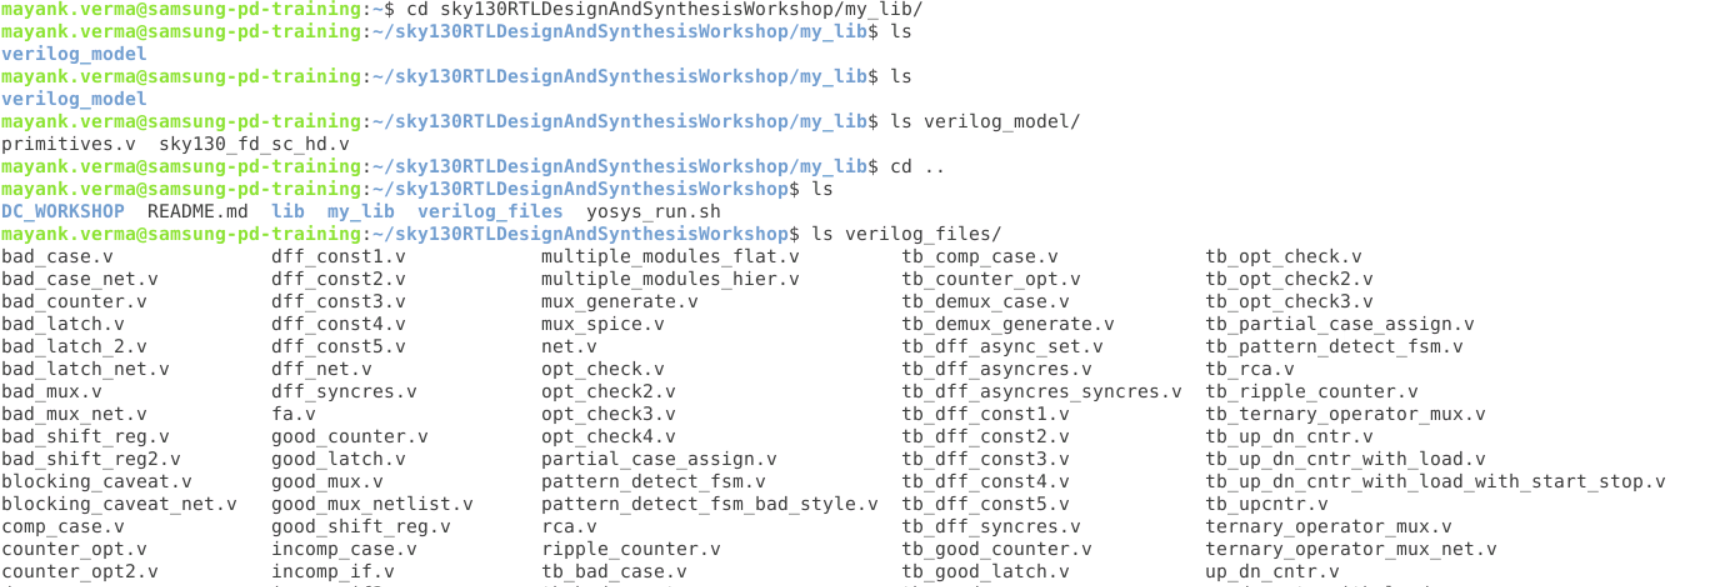 mayank.verma@samsung-pd-training:~$ cd sky130RTLDesignAndSynthesisWorkshop/my_lib/
mayank.verma@samsung-pd-training:~/sky130RTLDesignAndSynthesisWorkshop/my_lib$ ls
verilog_model
mayank.verma@samsung-pd-training:~/sky130RTLDesignAndSynthesisWorkshop/my_lib$ ls
verilog_model
mayank.verma@samsung-pd-training:~/sky130RTLDesignAndSynthesisWorkshop/my_lib$ ls verilog_model/
primitives.v  sky130_fd_sc_hd.v
mayank.verma@samsung-pd-training:~/sky130RTLDesignAndSynthesisWorkshop/my_lib$ cd ..
mayank.verma@samsung-pd-training:~/sky130RTLDesignAndSynthesisWorkshop$ ls
DC_WORKSHOP  README.md  lib  my_lib  verilog_files  yosys_run.sh
mayank.verma@samsung-pd-training:~/sky130RTLDesignAndSynthesisWorkshop$ ls verilog_files/
bad_case.v  dff_const1.v  multiple_modules_flat.v  tb_comp_case.v  tb_opt_check.v
bad_case_net.v  dff_const2.v  multiple_modules_hier.v  tb_counter_opt.v  tb_opt_check2.v
bad_counter.v  dff_const3.v  mux_generate.v  tb_demux_case.v  tb_opt_check3.v
bad_latch.v  dff_const4.v  mux_spice.v  tb_demux_generate.v  tb_partial_case_assign.v
bad_latch_2.v  dff_const5.v  net.v  tb_dff_async_set.v  tb_pattern_detect_fsm.v
bad_latch_net.v  dff_net.v  opt_check.v  tb_dff_asyncres.v  tb_rca.v
bad_mux.v  dff_syncres.v  opt_check2.v  tb_dff_asyncres_syncres.v  tb_ripple_counter.v
bad_mux_net.v  fa.v  opt_check3.v  tb_dff_const1.v  tb_ternary_operator_mux.v
bad_shift_reg.v  good_counter.v  opt_check4.v  tb_dff_const2.v  tb_up_dn_cntr.v
bad_shift_reg2.v  good_latch.v  partial_case_assign.v  tb_dff_const3.v  tb_up_dn_cntr_with_load.v
blocking_caveat.v  good_mux.v  pattern_detect_fsm.v  tb_dff_const4.v  tb_up_dn_cntr_with_load_with_start_stop.v
blocking_caveat_net.v  good_mux_netlist.v  pattern_detect_fsm_bad_style.v  tb_dff_const5.v  tb_upcntr.v
comp_case.v  good_shift_reg.v  rca.v  tb_dff_syncres.v  ternary_operator_mux.v
counter_opt.v  incomp_case.v  ripple_counter.v  tb_good_counter.v  ternary_operator_mux_net.v
counter_opt2.v  incomp_if.v  tb_bad_case.v  tb_good_latch.v  up_dn_cntr.v